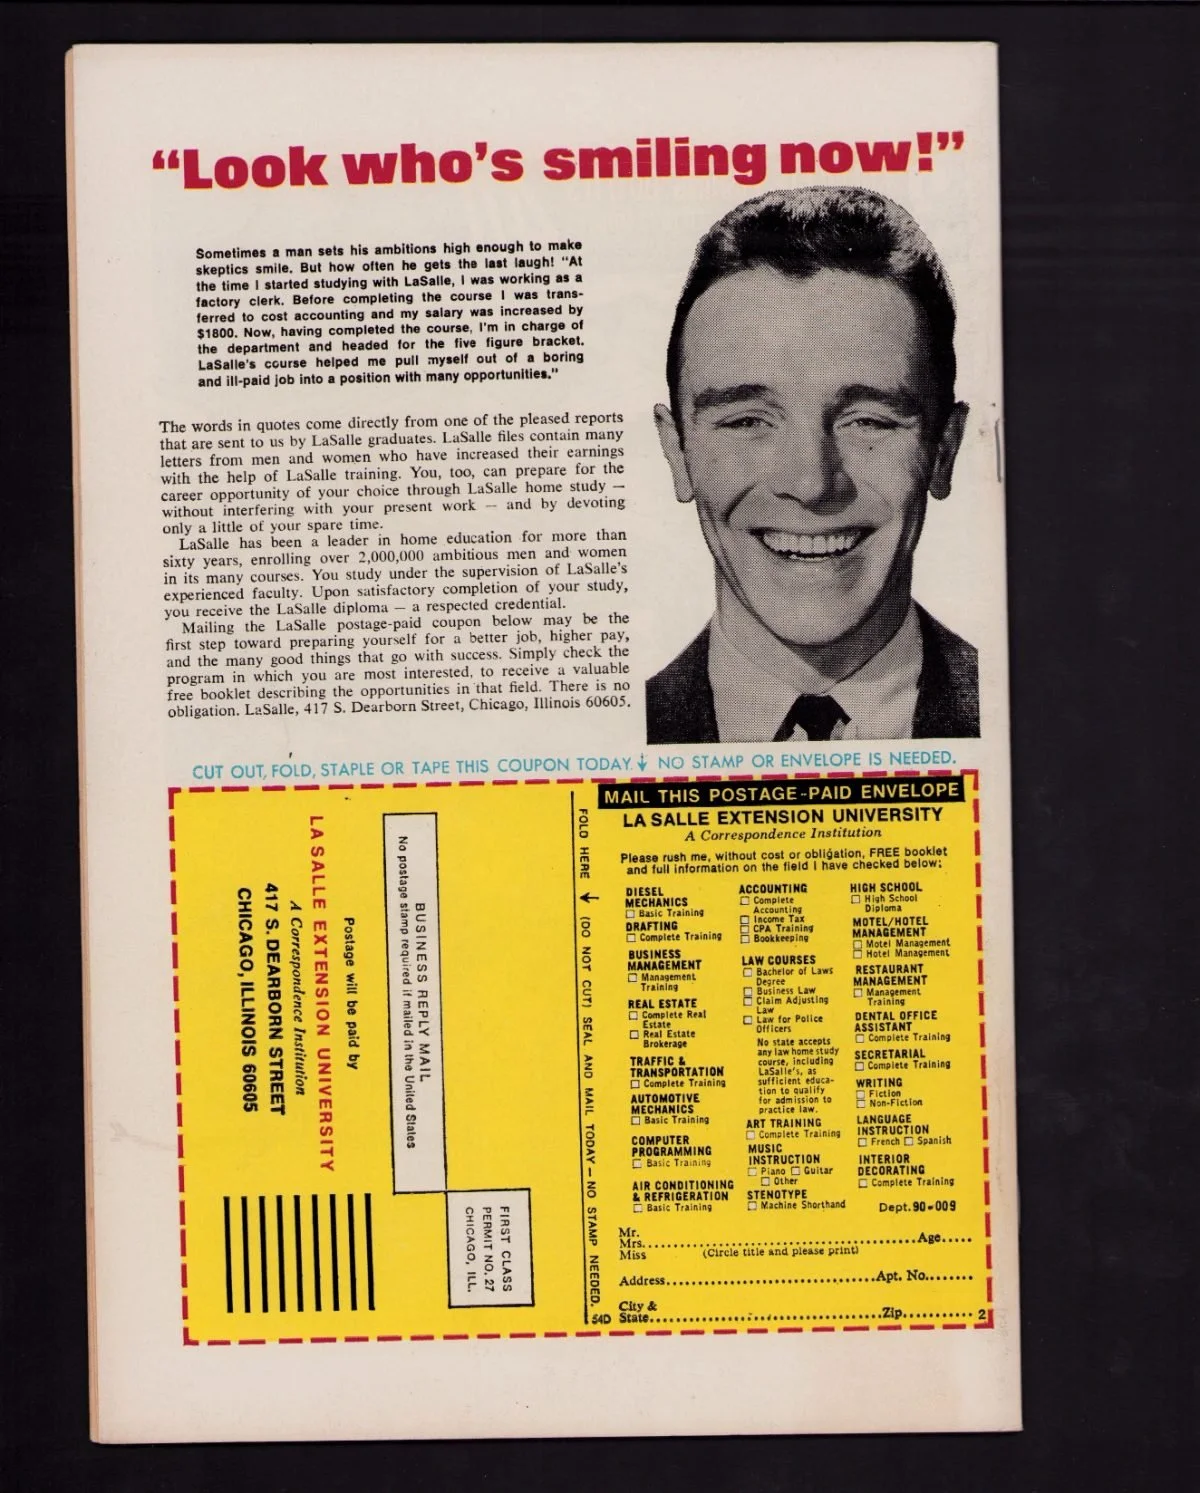 “Look who's smiling now!”
Sometimes a man sets his ambitions high enough to make
skeptics smile. But how often he gets the last laugh! “At
the time I started studying with LaSalle, I was working as a
factory clerk. Before completing the course I was trans-
ferred to cost accounting and my salary was increased by
$1800. Now, having completed the course, I'm in charge of
the department and headed for the five figure bracket.
LaSalle's course helped me pull myself out of a boring
and ill-paid job into a position with many opportunities.”
The words in quotes come directly from one of the pleased reports
that are sent to us by LaSalle graduates. LaSalle files contain many
letters from men and women who have increased their earnings
with the help of LaSalle training. You, too, can prepare for the
career opportunity of your choice through LaSalle home study —
without interfering with your present work — and by devoting
only a little of your spare time.
LaSalle has been a leader in home education for more than
sixty years, enrolling over 2,000,000 ambitious men and women
in its many courses. You study under the supervision of LaSalle's
experienced faculty. Upon satisfactory completion of your study,
you receive the LaSalle diploma — a respected credential.
Mailing the LaSalle postage-paid coupon below may be the
first step toward preparing yourself for a better job, higher pay,
and the many good things that go with success. Simply check the
program in which you are most interested, to receive a valuable
free booklet describing the opportunities in that field. There is no
obligation. LaSalle, 417 S. Dearborn Street, Chicago, Illinois 60605.
CUT OUT, FOLD, STAPLE OR TAPE THIS COUPON TODAY. ↓ NO STAMP OR ENVELOPE IS NEEDED.
FIRST CLASS
PERMIT NO. 27
CHICAGO, ILL.
BUSINESS REPLY MAIL
No postage stamp required if mailed in the United States
Postage will be paid by
LA SALLE EXTENSION UNIVERSITY
A Correspondence Institution
417 S. DEARBORN STREET
CHICAGO, ILLINOIS 60605
FOLD HERE (DO NOT CUT) SEAL AND MAIL TODAY — NO STAMP NEEDED.
MAIL THIS POSTAGE-PAID ENVELOPE
LA SALLE EXTENSION UNIVERSITY
A Correspondence Institution
Please rush me, without cost or obligation, FREE booklet
and full information on the field I have checked below:
DIESEL
MECHANICS
☐ Basic Training
DRAFTING
☐ Complete Training
BUSINESS
MANAGEMENT
☐ Management
Training
REAL ESTATE
☐ Complete Real
Estate
☐ Real Estate
Brokerage
TRAFFIC &
TRANSPORTATION
☐ Complete Training
AUTOMOTIVE
MECHANICS
☐ Basic Training
COMPUTER
PROGRAMMING
☐ Basic Training
AIR CONDITIONING
& REFRIGERATION
☐ Basic Training
ACCOUNTING
☐ Complete
Accounting
☐ Income Tax
☐ CPA Training
☐ Bookkeeping
LAW COURSES
☐ Bachelor of Laws
Degree
☐ Business Law
☐ Claim Adjusting
Law
☐ Law for Police
Officers
No state accepts
any law home study
course, including
LaSalle's, as
sufficient educa-
tion to qualify
for admission to
practice law.
ART TRAINING
☐ Complete Training
MUSIC
INSTRUCTION
☐ Piano ☐ Guitar
☐ Other
STENOTYPE
☐ Machine Shorthand
HIGH SCHOOL
☐ High School
Diploma
MOTEL/HOTEL
MANAGEMENT
☐ Motel Management
☐ Hotel Management
RESTAURANT
MANAGEMENT
☐ Management
Training
DENTAL OFFICE
ASSISTANT
☐ Complete Training
SECRETARIAL
☐ Complete Training
WRITING
☐ Fiction
☐ Non-Fiction
LANGUAGE
INSTRUCTION
☐ French ☐ Spanish
INTERIOR
DECORATING
☐ Complete Training
Dept. 90-009
Mr.
Mrs. Age
Miss (Circle title and please print)
Address Apt. No.
City &
State Zip
54D
2